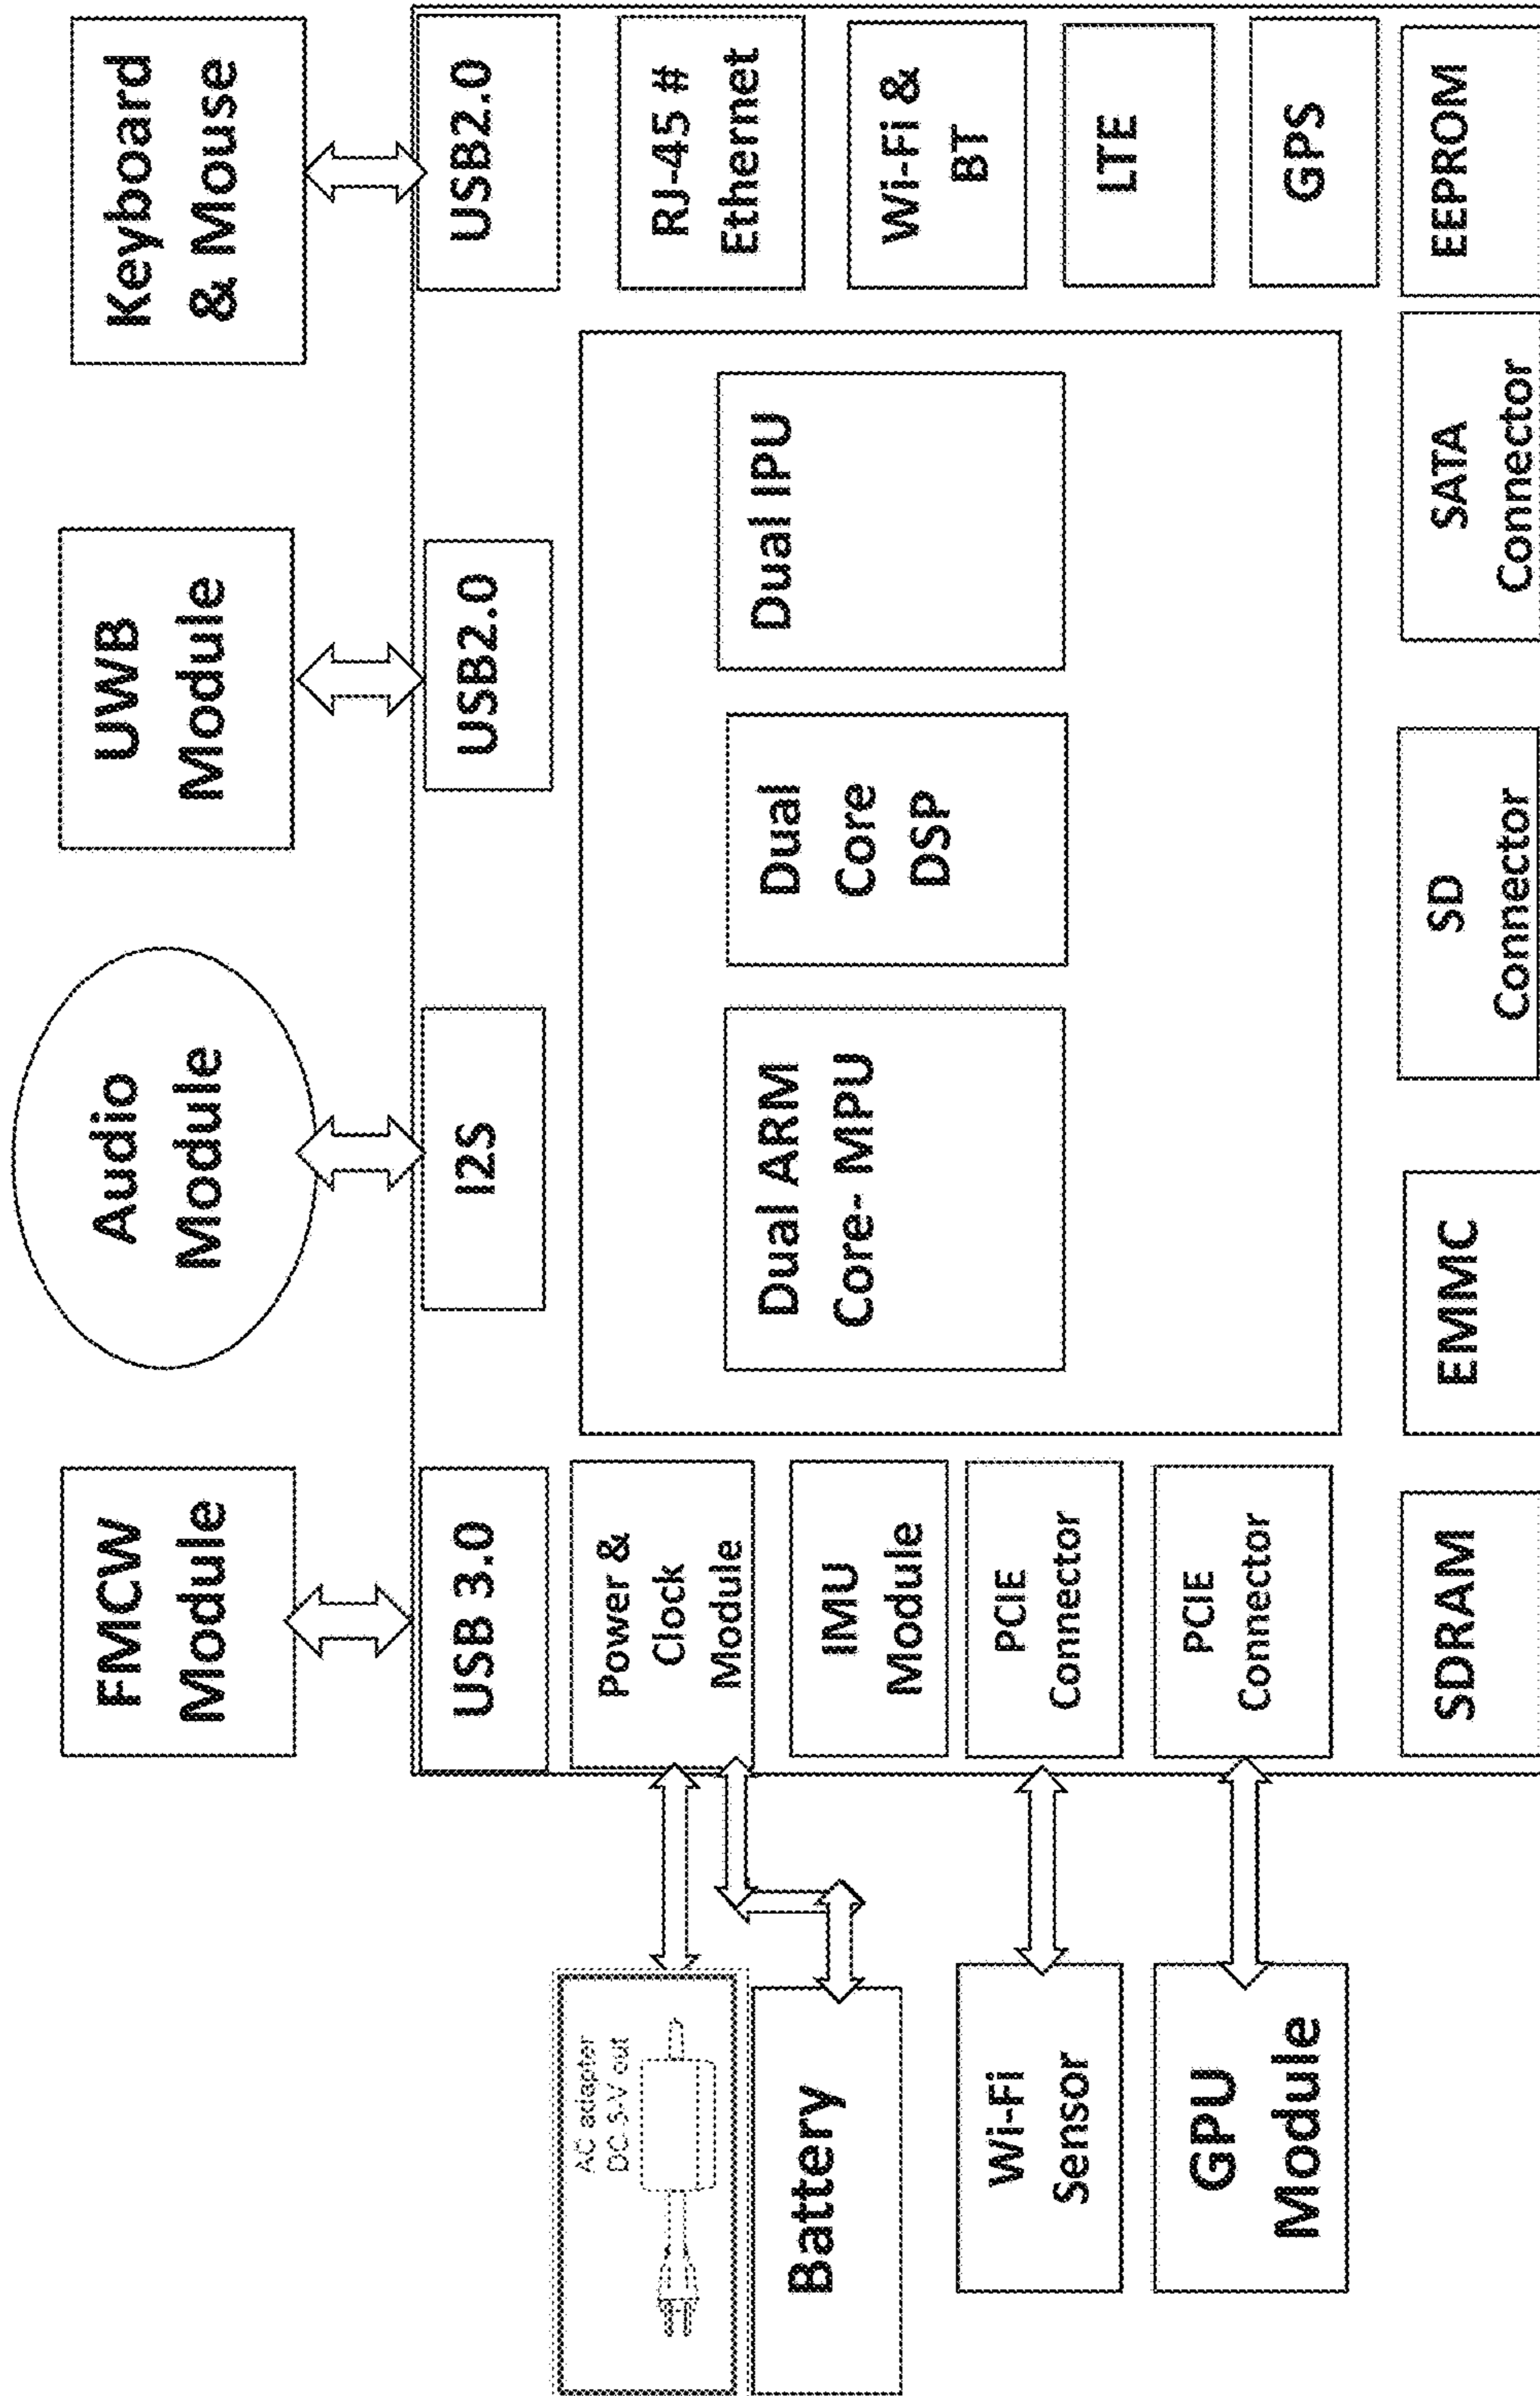 FMCW
Module
Audio
Module
UWB
Module
Keyboard
& Mouse
USB 3.0
I2S
USB2.0
USB2.0
AC adapter
DC 5-V out
Power &
Clock
Module
RJ-45 #
Ethernet
Battery
IMU
Module
Dual ARM
Core- MPU
Dual
Core
DSP
Dual IPU
Wi-Fi &
BT
Wi-Fi
Sensor
PCIE
Connector
LTE
GPU
Module
PCIE
Connector
GPS
SDRAM
EMMC
SD
Connector
SATA
Connector
EEPROM